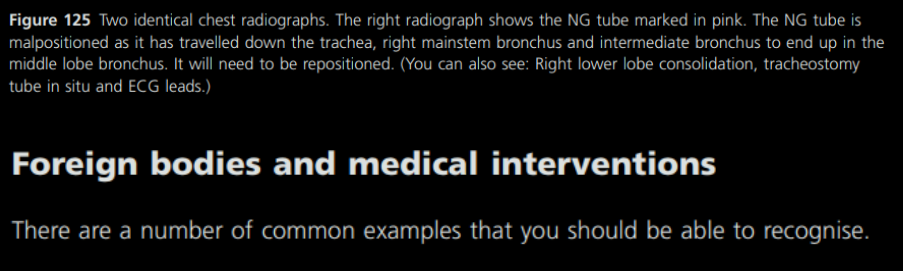 Figure 125 Two identical chest radiographs. The right radiograph shows the NG tube marked in pink. The NG tube is
malpositioned as it has travelled down the trachea, right mainstem bronchus and intermediate bronchus to end up in the
middle lobe bronchus. It will need to be repositioned. (You can also see: Right lower lobe consolidation, tracheostomy
tube in situ and ECG leads.)
Foreign bodies and medical interventions
There are a number of common examples that you should be able to recognise.